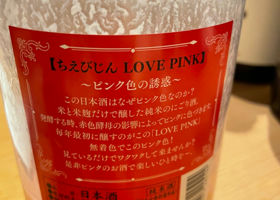 【ちえびじん LOVE PINK】
～ピンク色の誘惑～
この日本酒はなぜピンク色なのか？
米と米麹だけで醸した純米のにごり酒。
発酵する時、赤色酵母の影響によってピンクに色づきます。
毎年最初に醸すのがこの「LOVE PINK」
無着色でこのピンク色！
見ているだけでワクワクして来ませんか？
是非ピンクのお酒で楽しいひと時を～
日本酒